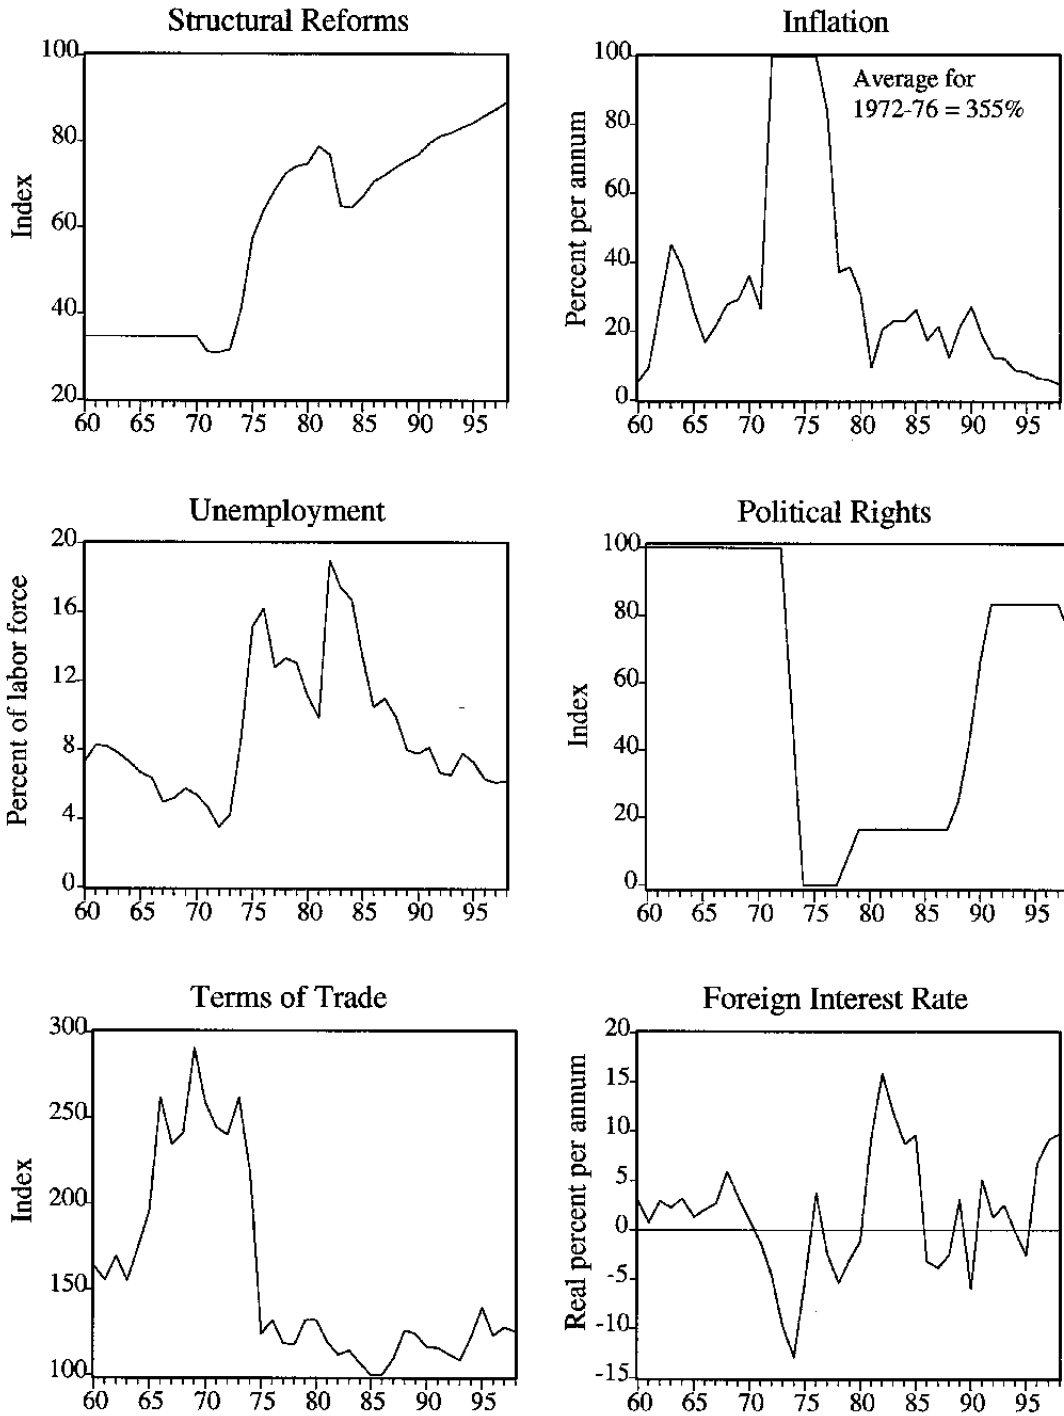 Structural Reforms
100
80
60
40
20
Index
60 65 70 75 80 85 90 95
Inflation
Average for
1972-76 = 355%
100
80
60
40
20
0
Percent per annum
60 65 70 75 80 85 90 95
Unemployment
20
16
12
8
4
0
Percent of labor force
60 65 70 75 80 85 90 95
Political Rights
100
80
60
40
20
0
Index
60 65 70 75 80 85 90 95
Terms of Trade
300
250
200
150
100
Index
60 65 70 75 80 85 90 95
Foreign Interest Rate
20
15
10
5
0
-5
-10
-15
Real percent per annum
60 65 70 75 80 85 90 95